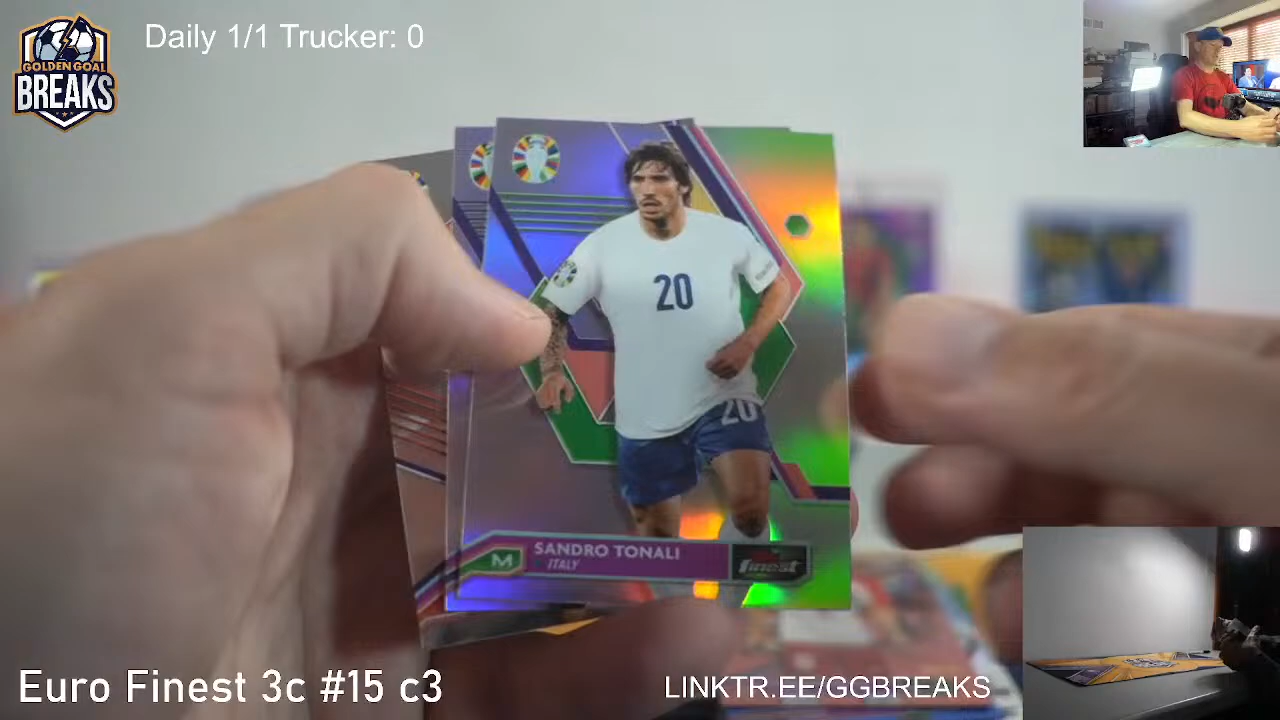 GOLDEN GOAL
BREAKS
Daily 1/1 Trucker: 0
20
20
SANDRO TONALI
M
ITALY
finest
Euro Finest 3c #15 c3
LINKTR.EE/GGBREAKS